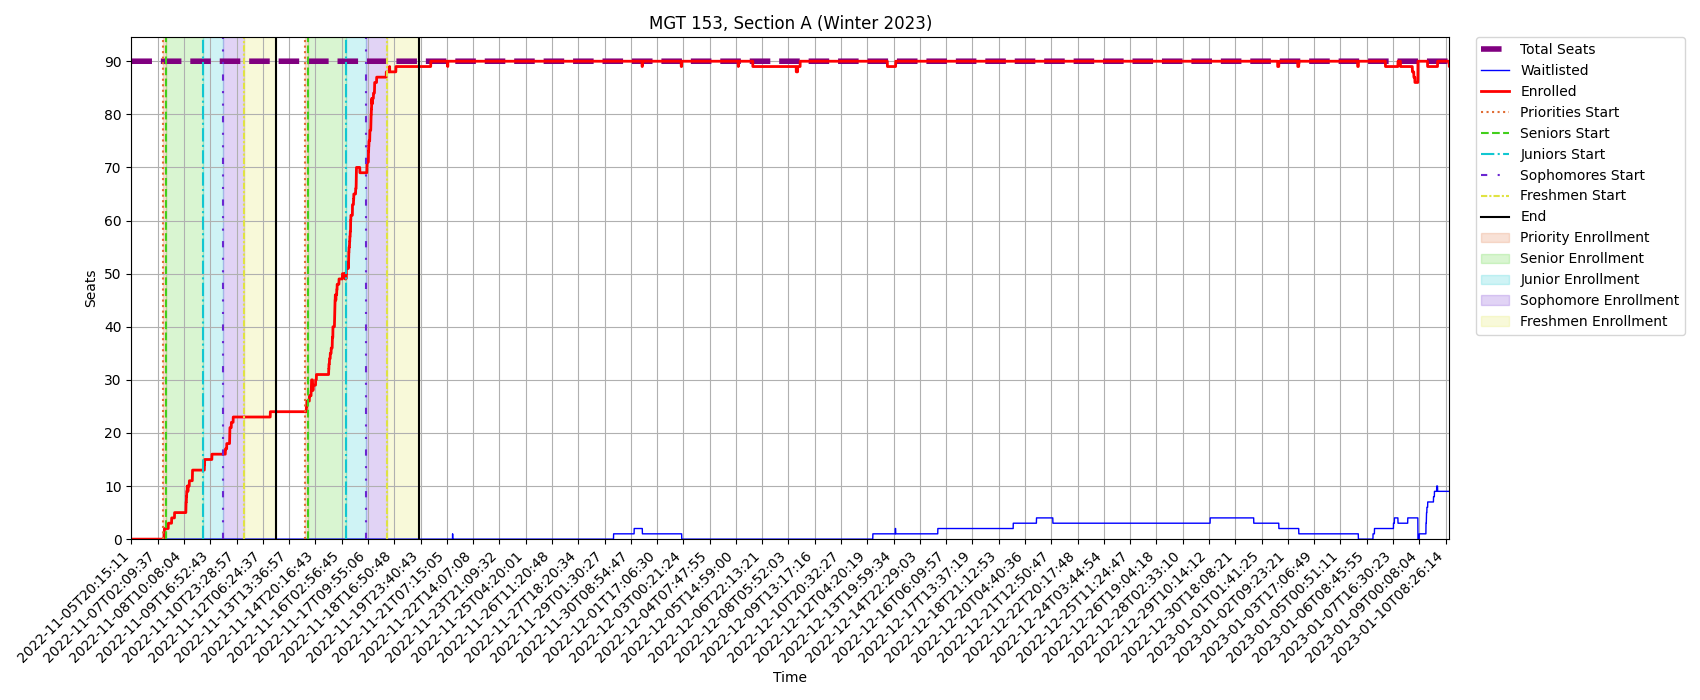 MGT 153, Section A (Winter 2023)
Seats
90
80
70
60
50
40
30
20
10
0
2022-11-05T20:15:11
2022-11-07T02:09:37
2022-11-08T10:08:04
2022-11-09T16:52:43
2022-11-10T23:28:57
2022-11-12T06:24:37
2022-11-13T13:36:57
2022-11-14T20:16:43
2022-11-16T02:56:45
2022-11-17T09:55:06
2022-11-18T16:50:48
2022-11-19T23:40:43
2022-11-21T07:15:05
2022-11-22T14:07:08
2022-11-23T21:09:32
2022-11-25T04:20:01
2022-11-26T11:20:48
2022-11-27T18:20:34
2022-11-29T01:30:27
2022-11-30T08:54:47
2022-12-01T17:06:30
2022-12-03T00:21:24
2022-12-04T07:47:55
2022-12-05T14:59:00
2022-12-06T22:13:21
2022-12-08T05:52:03
2022-12-09T13:17:16
2022-12-10T20:32:27
2022-12-12T04:20:19
2022-12-13T19:59:34
2022-12-14T22:29:03
2022-12-16T06:09:57
2022-12-17T13:37:19
2022-12-18T21:12:53
2022-12-20T04:40:36
2022-12-21T12:50:47
2022-12-22T20:17:48
2022-12-24T03:44:54
2022-12-25T11:24:47
2022-12-26T19:04:18
2022-12-28T02:33:10
2022-12-29T10:14:12
2022-12-30T18:08:21
2023-01-01T01:41:25
2023-01-02T09:23:21
2023-01-03T17:06:49
2023-01-05T00:51:11
2023-01-06T08:45:55
2023-01-07T16:30:23
2023-01-09T00:08:04
2023-01-10T08:26:14
Time
Total Seats
Waitlisted
Enrolled
Priorities Start
Seniors Start
Juniors Start
Sophomores Start
Freshmen Start
End
Priority Enrollment
Senior Enrollment
Junior Enrollment
Sophomore Enrollment
Freshmen Enrollment